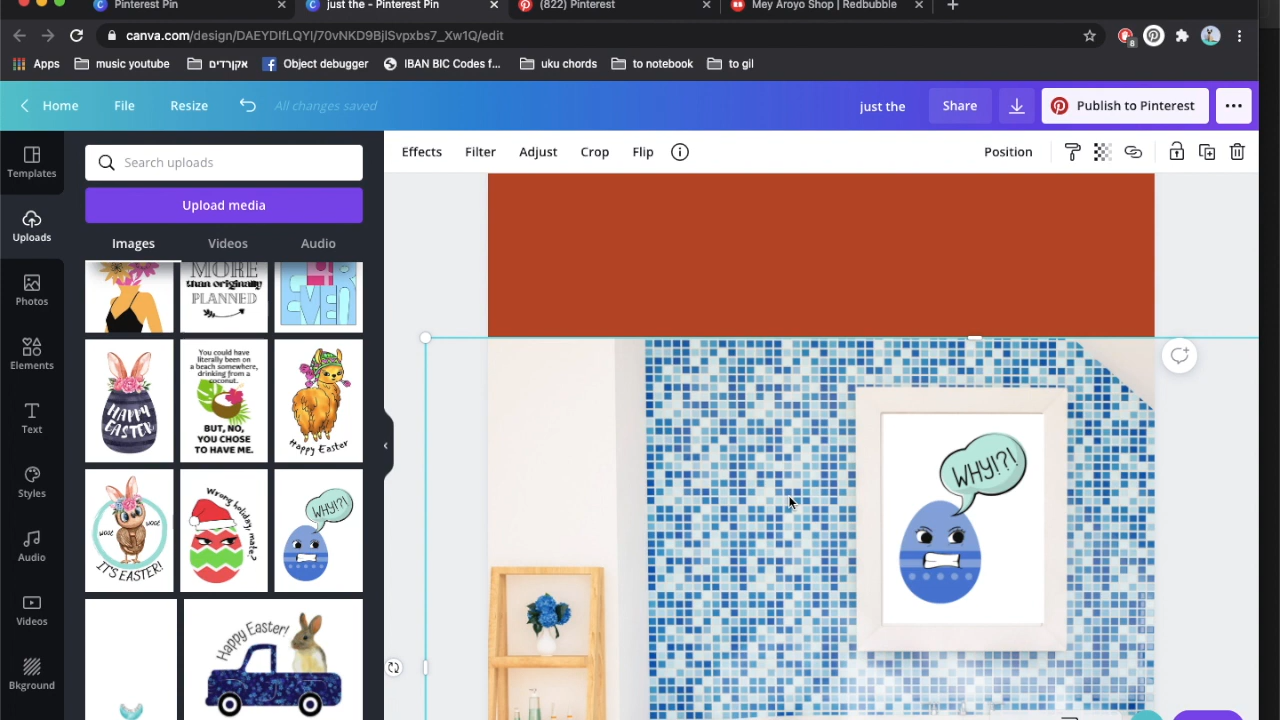 Pinterest Pin
just the - Pinterest Pin
(822) Pinterest
Mey Aroyo Shop | Redbubble
canva.com/design/DAEYDlfLQYI/70vNKD9BjlSvpxbs7_Xw1Q/edit
8
Apps
music youtube
אקורדים
Object debugger
IBAN BIC Codes f...
uku chords
to notebook
to gil
Home
File
Resize
All changes saved
just the
Share
Publish to Pinterest
Templates
Uploads
Photos
Elements
Text
Styles
Audio
Videos
Bkground
Search uploads
Upload media
Images
Videos
Audio
Effects
Filter
Adjust
Crop
Flip
Position
MORE
than originally
PLANNED
EVER
HAPPY
EASTER
You could have
literally been on
a beach somewhere,
drinking from a
coconut.
BUT, NO,
YOU CHOSE
TO HAVE ME.
Happy Easter
WOO!
WOO!
IT'S EASTER!
Wrong holiday, mate?
WHY!?!
Happy Easter!
WHY!?!